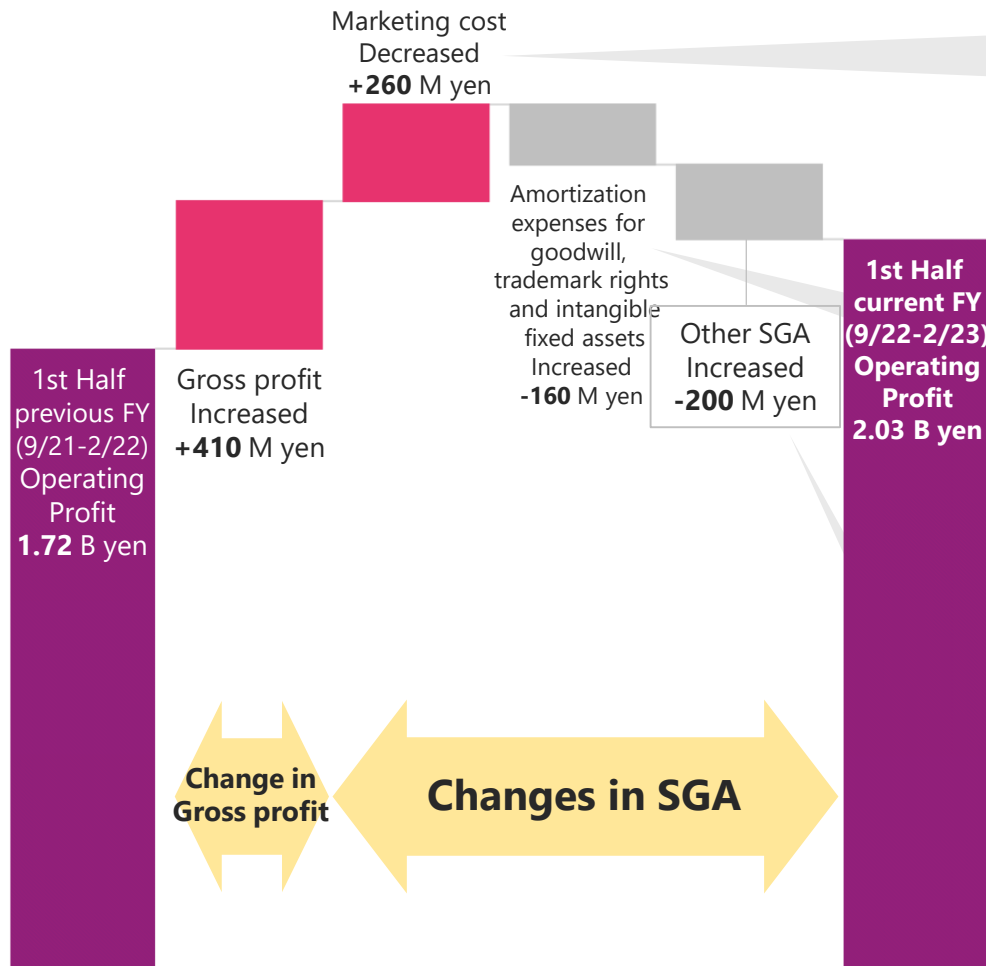 Marketing cost
Decreased
+260 M yen
Amortization
expenses for
goodwill,
trademark rights
and intangible
fixed assets
Increased
-160 M yen
Other SGA
Increased
-200 M yen
1st Half
current FY
(9/22-2/23)
Operating
Profit
2.03 B yen
1st Half
previous FY
(9/21-2/22)
Operating
Profit
1.72 B yen
Gross profit
Increased
+410 M yen
Change in
Gross profit
Changes in SGA